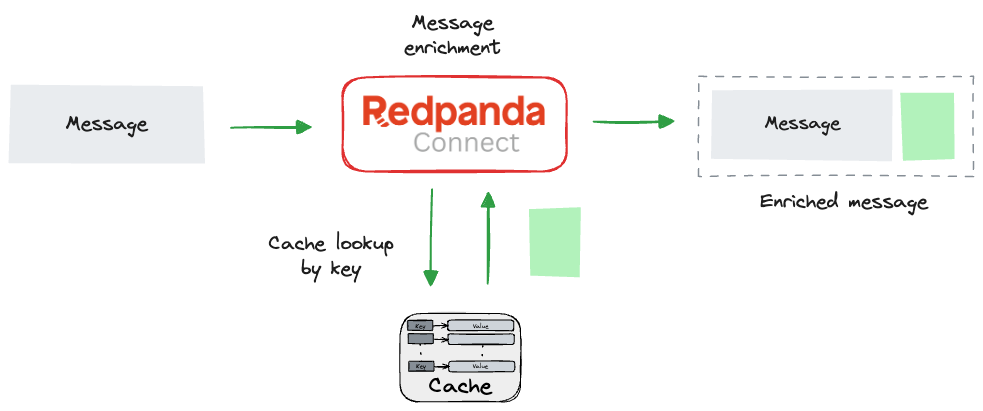 Message
enrichment
Message
Redpanda
Connect
Message
Enriched message
Cache lookup
by key
Key
Value
Key
Value
Cache